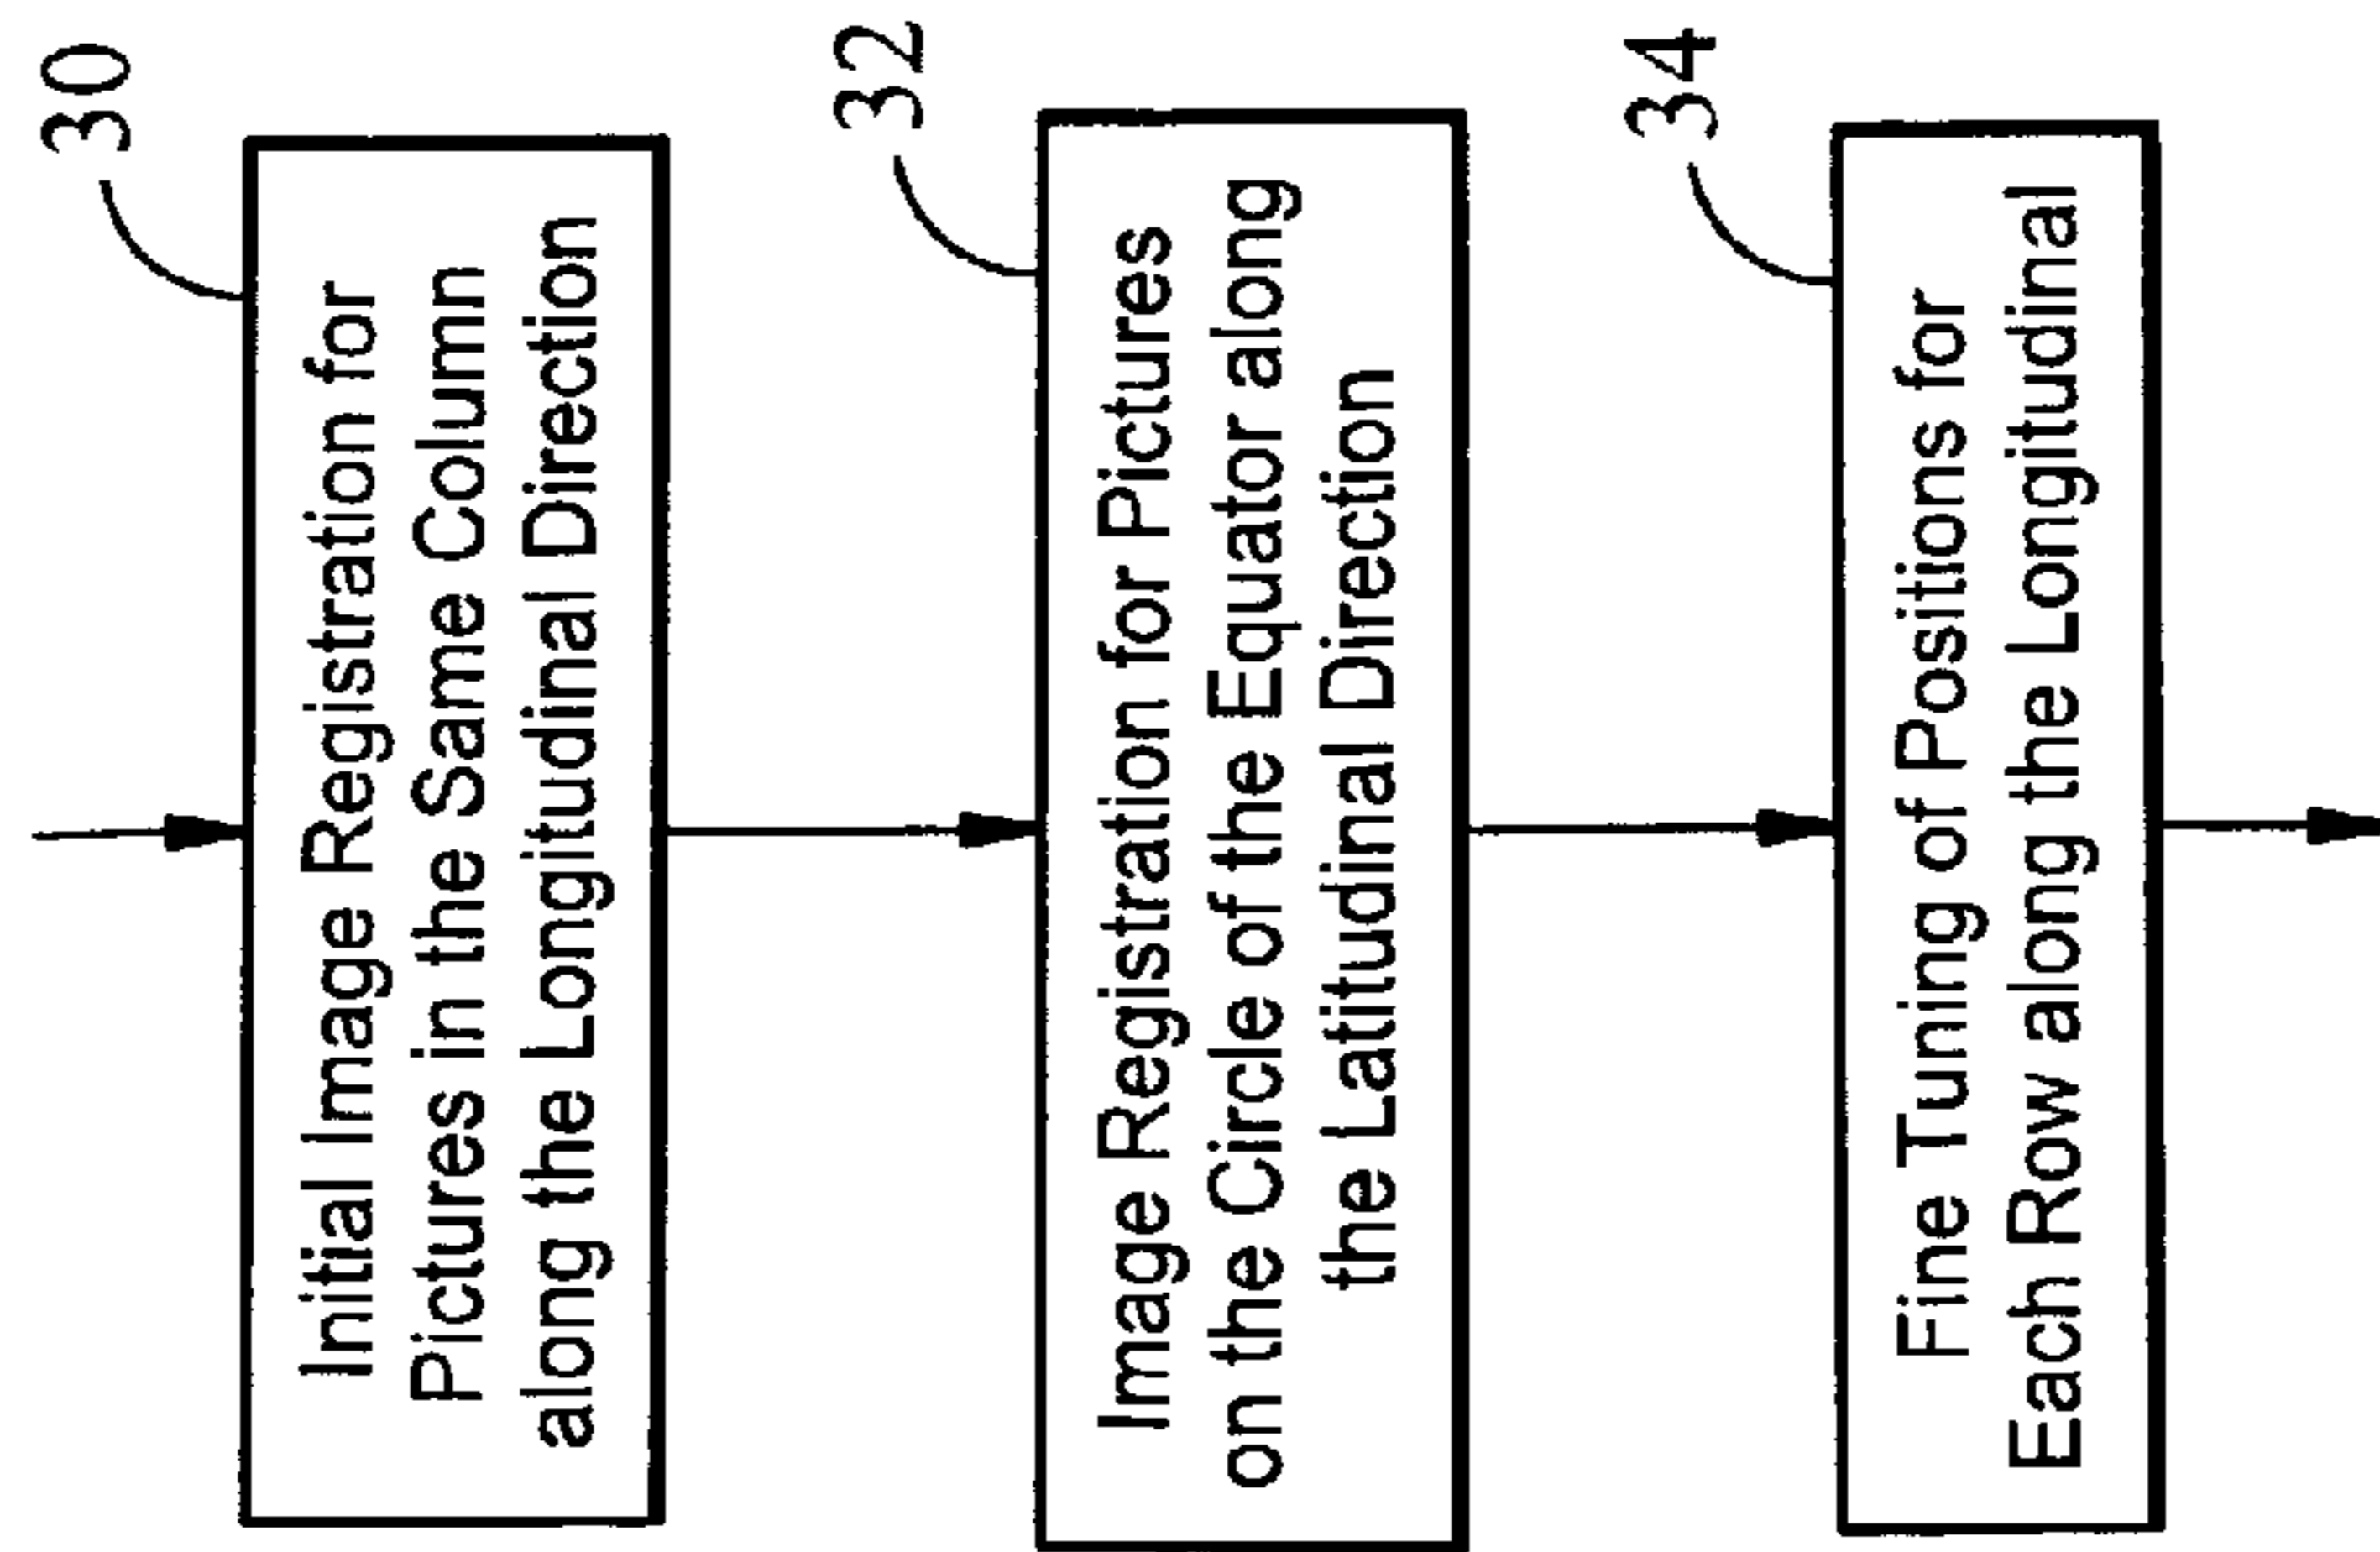 30
Initial Image Registration for
Pictures in the Same Column
along the Longitudinal Direction
32
Image Registration for Pictures
on the Circle of the Equator along
the Latitudinal Direction
34
Fine Tuning of Positions for
Each Row along the Longitudinal